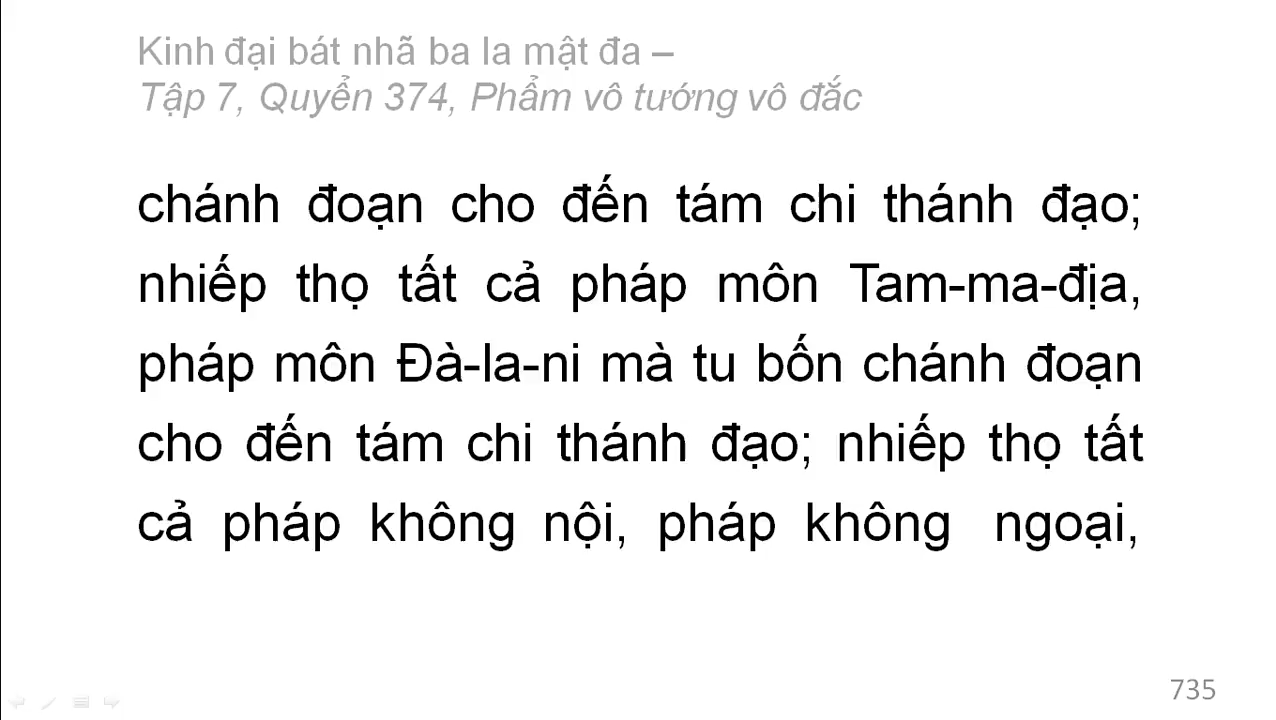 Kinh đại bát nhã ba la mật đa –
Tập 7, Quyển 374, Phẩm vô tướng vô đắc
chánh đoạn cho đến tám chi thánh đạo;
nhiếp thọ tất cả pháp môn Tam-ma-địa,
pháp môn Đà-la-ni mà tu bốn chánh đoạn
cho đến tám chi thánh đạo; nhiếp thọ tất
cả pháp không nội, pháp không ngoại,
735